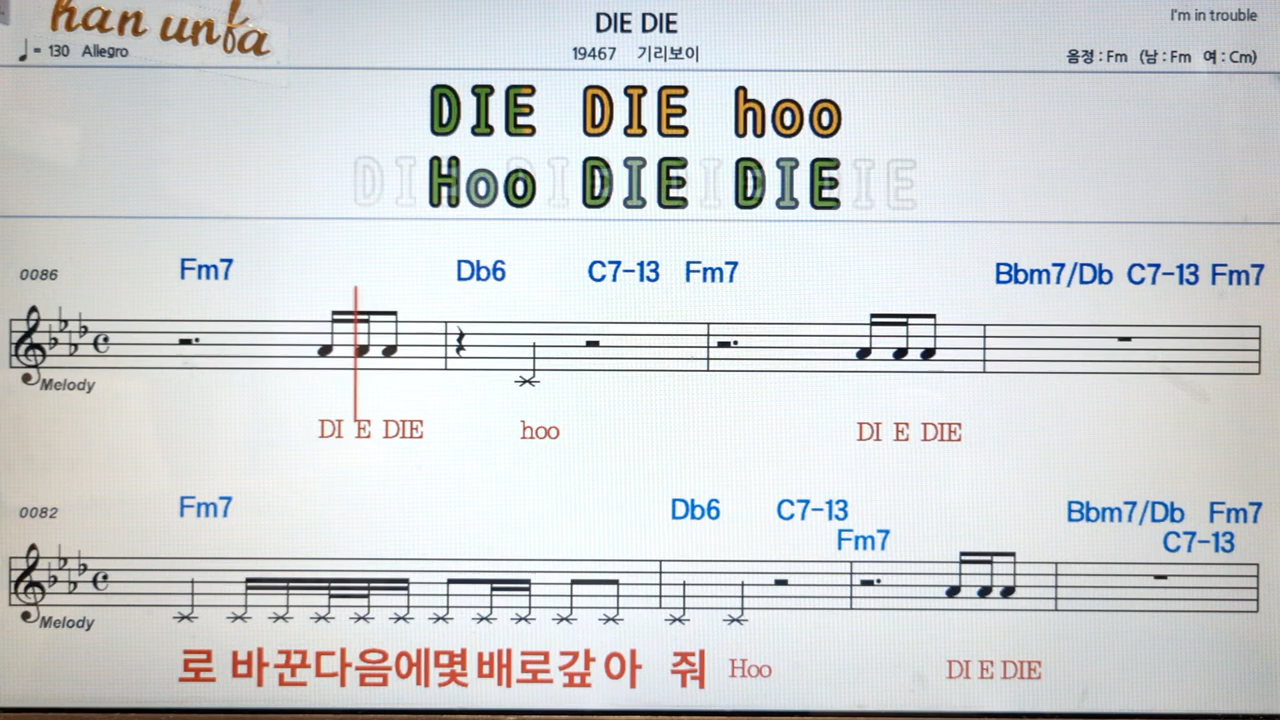 han unfa
DIE DIE
I'm in trouble
♩= 130 Allegro
19467 기리보이
음정 : Fm (남 : Fm 여 : Cm)
DIE DIE hoo
Hoo DIE DIE
0086 Fm7 Db6 C7-13 Fm7 Bbm7/Db C7-13 Fm7
Melody
DI E DIE hoo DI E DIE
0082 Fm7 Db6 C7-13 Fm7 Bbm7/Db C7-13 Fm7
Melody
로 바꾼다음에몇배로갚아 줘 Hoo DI E DIE